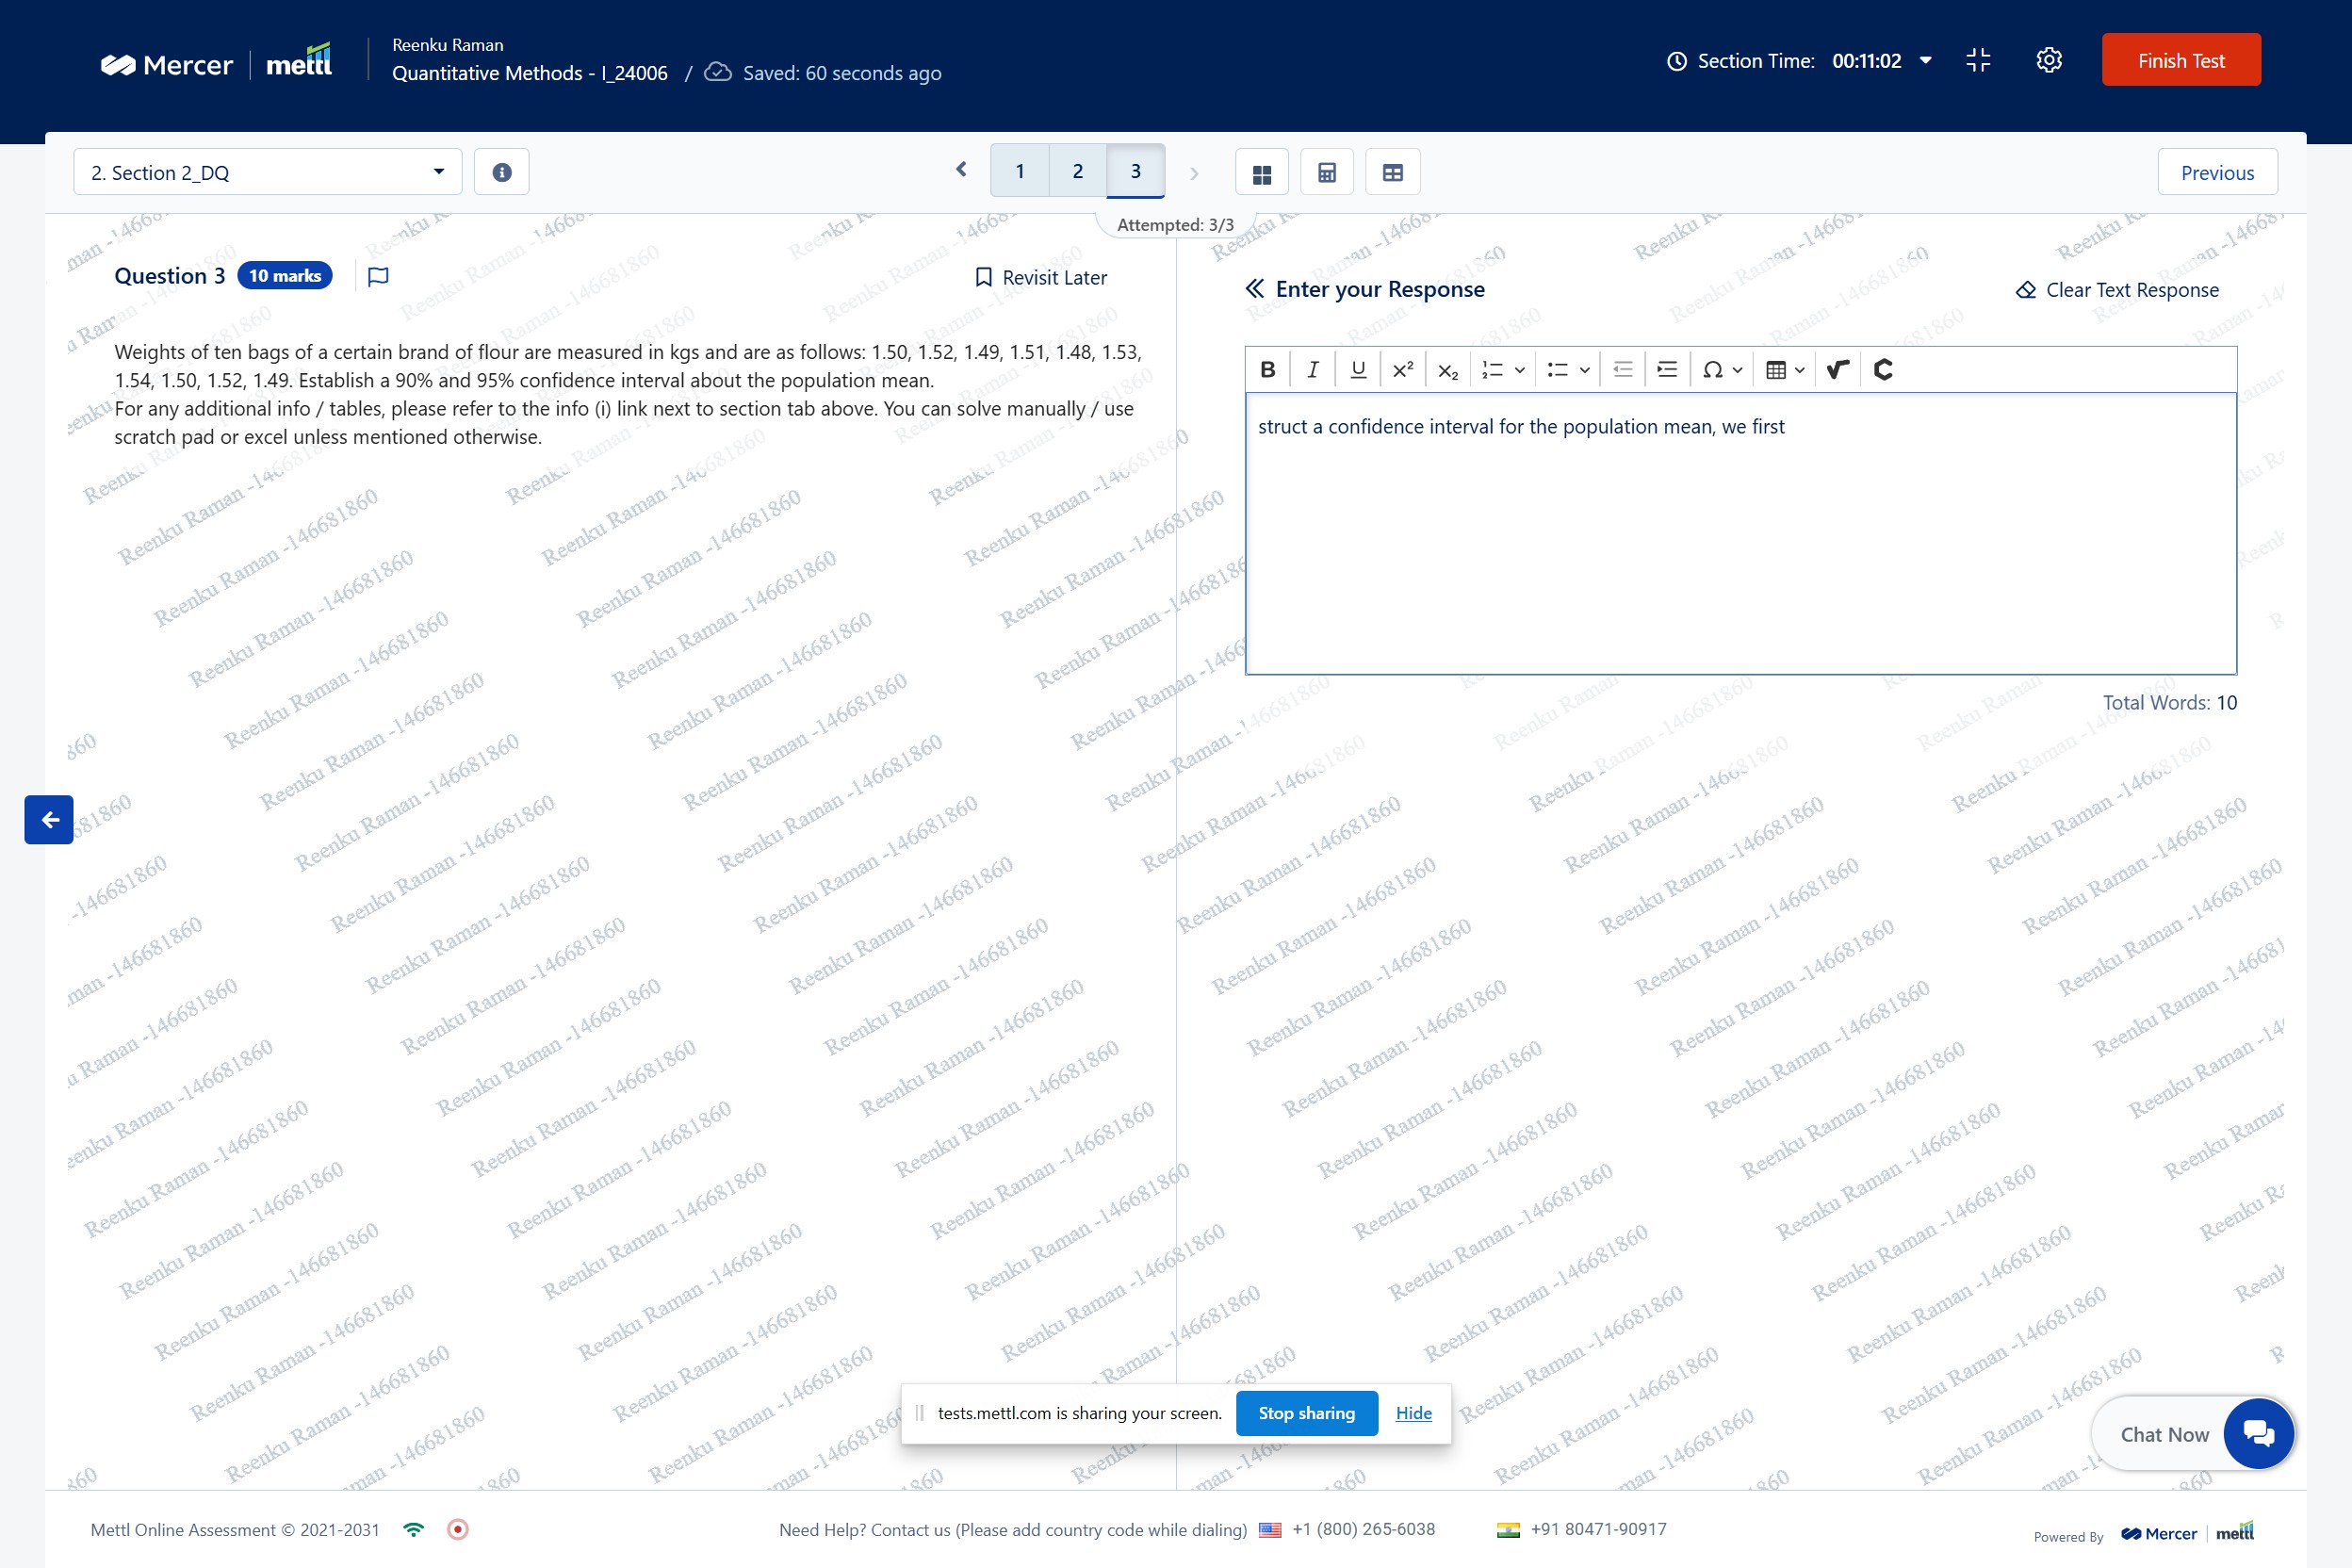 Mercer | mettl
Reenku Raman
Quantitative Methods - I_24006 / Saved: 60 seconds ago
Section Time: 00:11:02
Finish Test
2. Section 2_DQ
1 2 3
Previous
Attempted: 3/3
Question 3 10 marks
Revisit Later
Weights of ten bags of a certain brand of flour are measured in kgs and are as follows: 1.50, 1.52, 1.49, 1.51, 1.48, 1.53,
1.54, 1.50, 1.52, 1.49. Establish a 90% and 95% confidence interval about the population mean.
For any additional info / tables, please refer to the info (i) link next to section tab above. You can solve manually / use
scratch pad or excel unless mentioned otherwise.
Enter your Response
Clear Text Response
struct a confidence interval for the population mean, we first
Total Words: 10
Reenku Raman -146681860
tests.mettl.com is sharing your screen. Stop sharing Hide
Chat Now
Mettl Online Assessment © 2021-2031
Need Help? Contact us (Please add country code while dialing) +1 (800) 265-6038 +91 80471-90917
Powered By Mercer | mettl